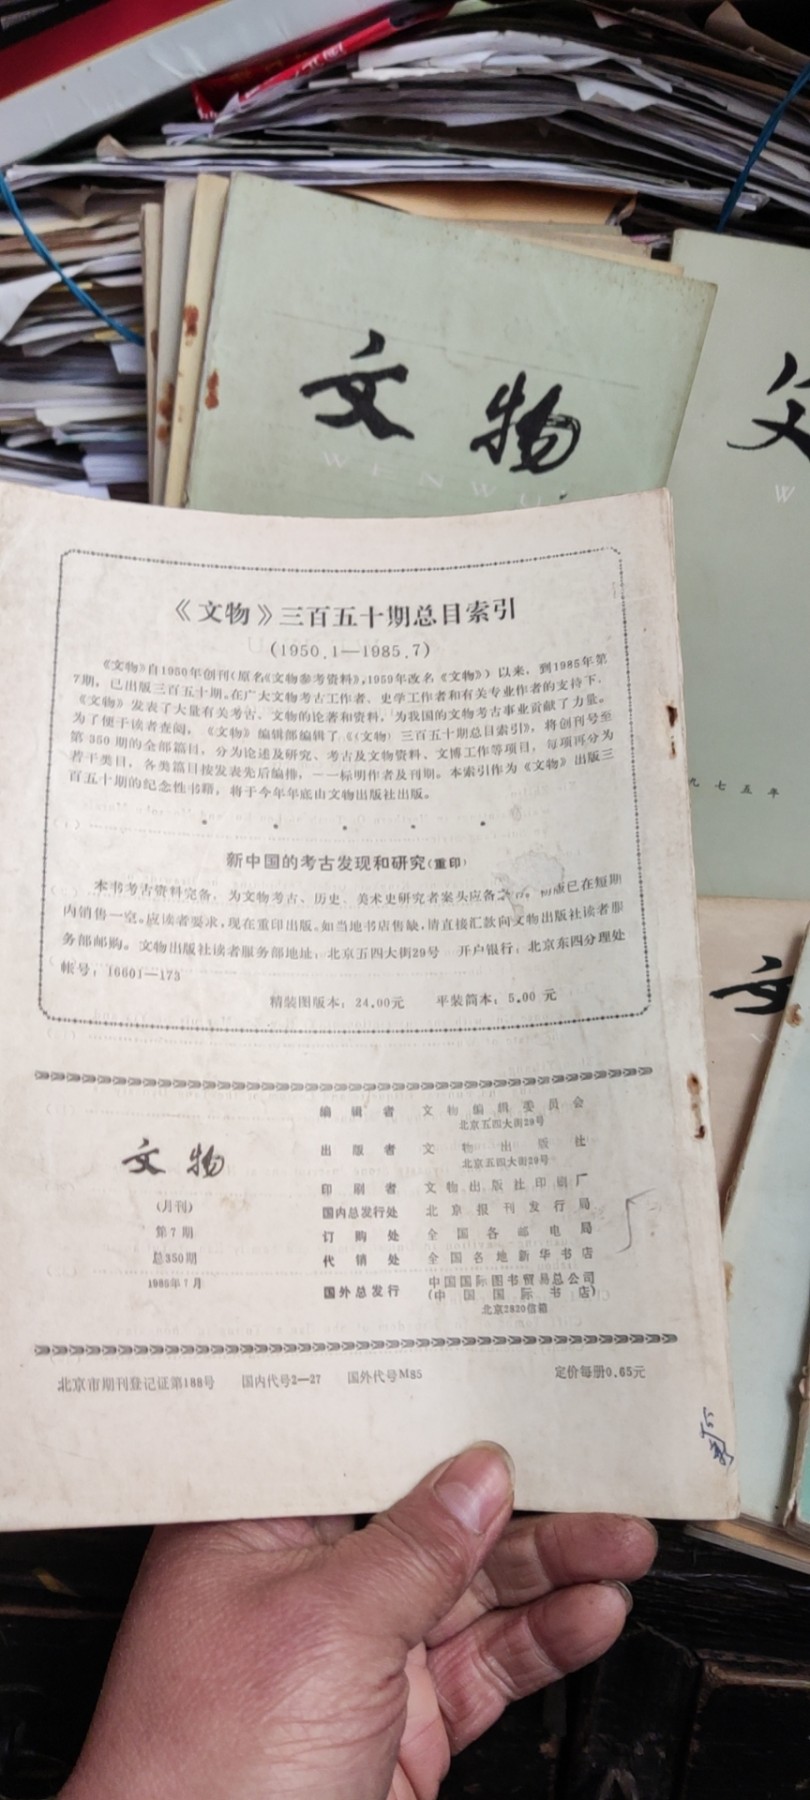 文物
WENWU
文
W
九七五年
文
《文物》三百五十期总目索引
(1950.1—1985.7)
《文物》自1950年创刊(原名《文物参考资料》,1959年改名《文物》)以来,到1985年第
7期,已出版三百五十期。在广大文物考古工作者、史学工作者和有关专业作者的支持下,
《文物》发表了大量有关考古、文物的论著和资料,为我国的文物考古事业贡献了力量。
为了便于读者查阅,《文物》编辑部编辑了《〈文物〉三百五十期总目索引》,将创刊号至
第350期的全部篇目,分为论述及研究、考古及文物资料、文博工作等项目,每项再分为
若干类目,各类篇目按发表先后编排,一一标明作者及刊期。本索引作为《文物》出版三
百五十期的纪念性书籍,将于今年年底由文物出版社出版。
新中国的考古发现和研究(重印)
本书考古资料完备,为文物考古、历史、美术史研究者案头应备之书。初版已在短期
内销售一空。应读者要求,现在重印出版。如当地书店售缺,请直接汇款向文物出版社读者服
务部邮购。文物出版社读者服务部地址:北京五四大街29号 开户银行:北京东四分理处
帐号:16601—173
精装图版本:24.00元 平装简本:5.00元
文物
(月刊)
第7期
总350期
1985年7月
编辑者 文物编辑委员会
北京五四大街29号
出版者 文物出版社
北京五四大街29号
印刷者 文物出版社印刷厂
国内总发行处 北京报刊发行局
订购处 全国各邮电局
代销处 全国各地新华书店
国外总发行 中国国际图书贸易总公司
(中国国际书店)
北京2820信箱
北京市期刊登记证第188号 国内代号2—27 国外代号M85 定价每册0.65元